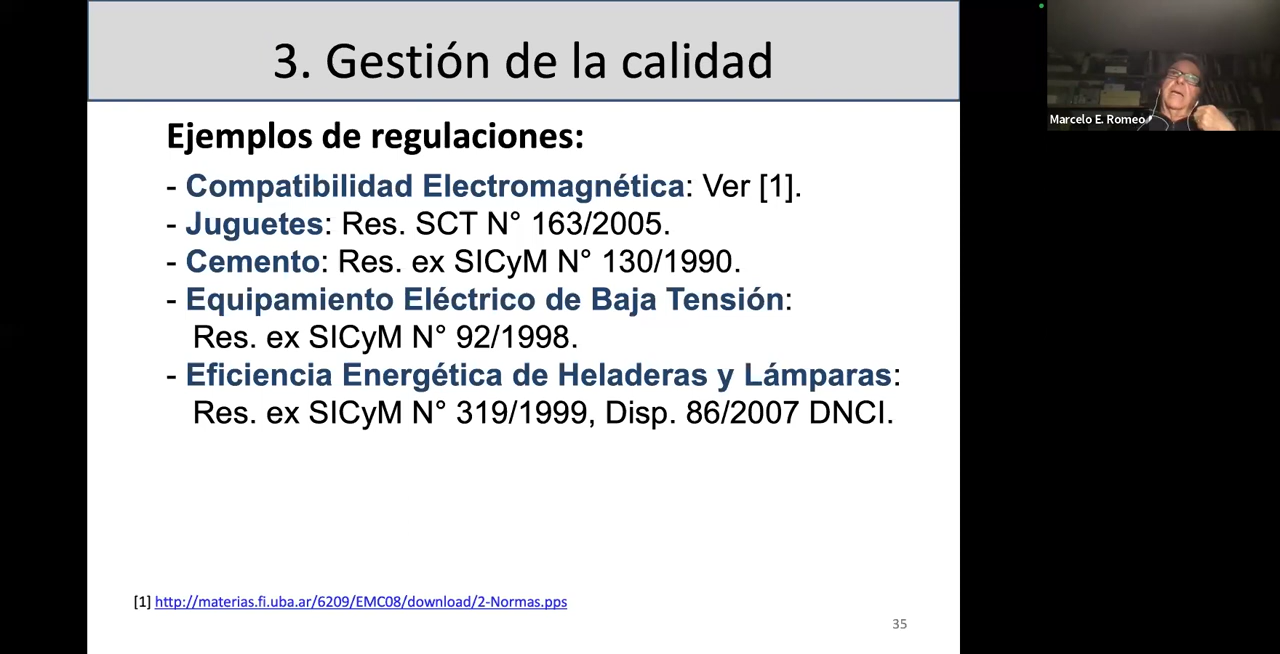 3. Gestión de la calidad
Marcelo E. Romeo
Ejemplos de regulaciones:
- Compatibilidad Electromagnética: Ver [1].
- Juguetes: Res. SCT N° 163/2005.
- Cemento: Res. ex SICyM N° 130/1990.
- Equipamiento Eléctrico de Baja Tensión:
Res. ex SICyM N° 92/1998.
- Eficiencia Energética de Heladeras y Lámparas:
Res. ex SICyM N° 319/1999, Disp. 86/2007 DNCI.
[1] http://materias.fi.uba.ar/6209/EMC08/download/2-Normas.pps
35